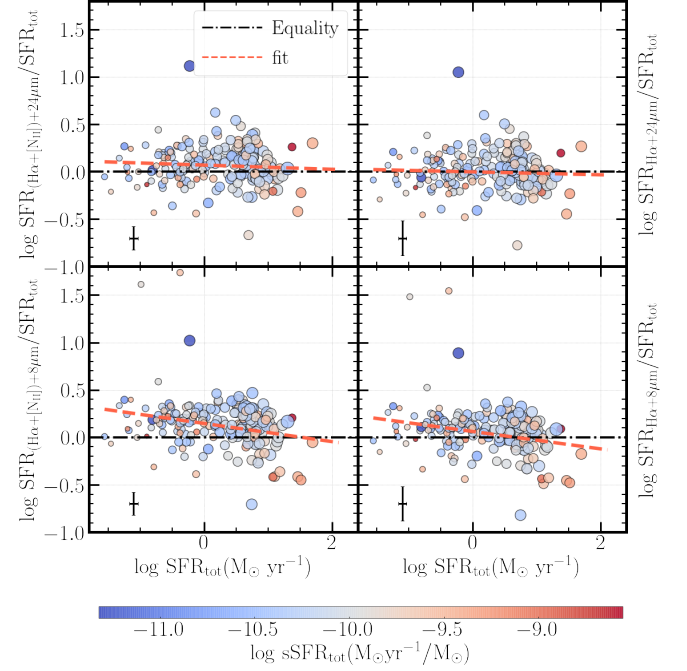 Equality
fit
log SFR(Hα+[NII])+24μm/SFRtot
1.5
1.0
0.5
0.0
−0.5
−1.0
log SFRHα+24μm/SFRtot
log SFR(Hα+[NII])+8μm/SFRtot
1.5
1.0
0.5
0.0
−0.5
−1.0
log SFRHα+8μm/SFRtot
0 2 0 2
log SFRtot(M⊙ yr−1) log SFRtot(M⊙ yr−1)
−11.0 −10.5 −10.0 −9.5 −9.0
log sSFRtot(M⊙yr−1/M⊙)